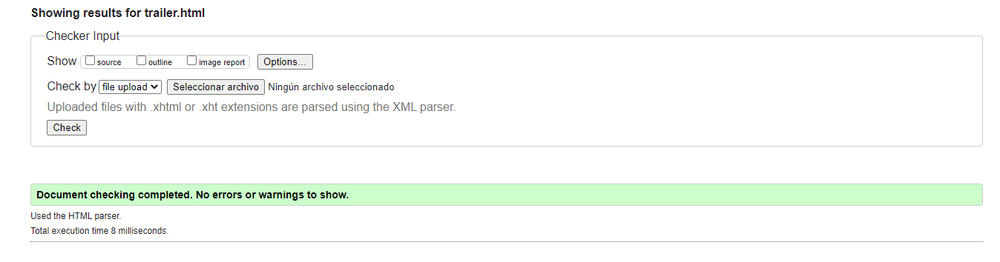 Showing results for trailer.html
Checker Input
Show source outline image report Options...
Check by file upload Seleccionar archivo Ningún archivo seleccionado
Uploaded files with .xhtml or .xht extensions are parsed using the XML parser.
Check
Document checking completed. No errors or warnings to show.
Used the HTML parser.
Total execution time 8 milliseconds.